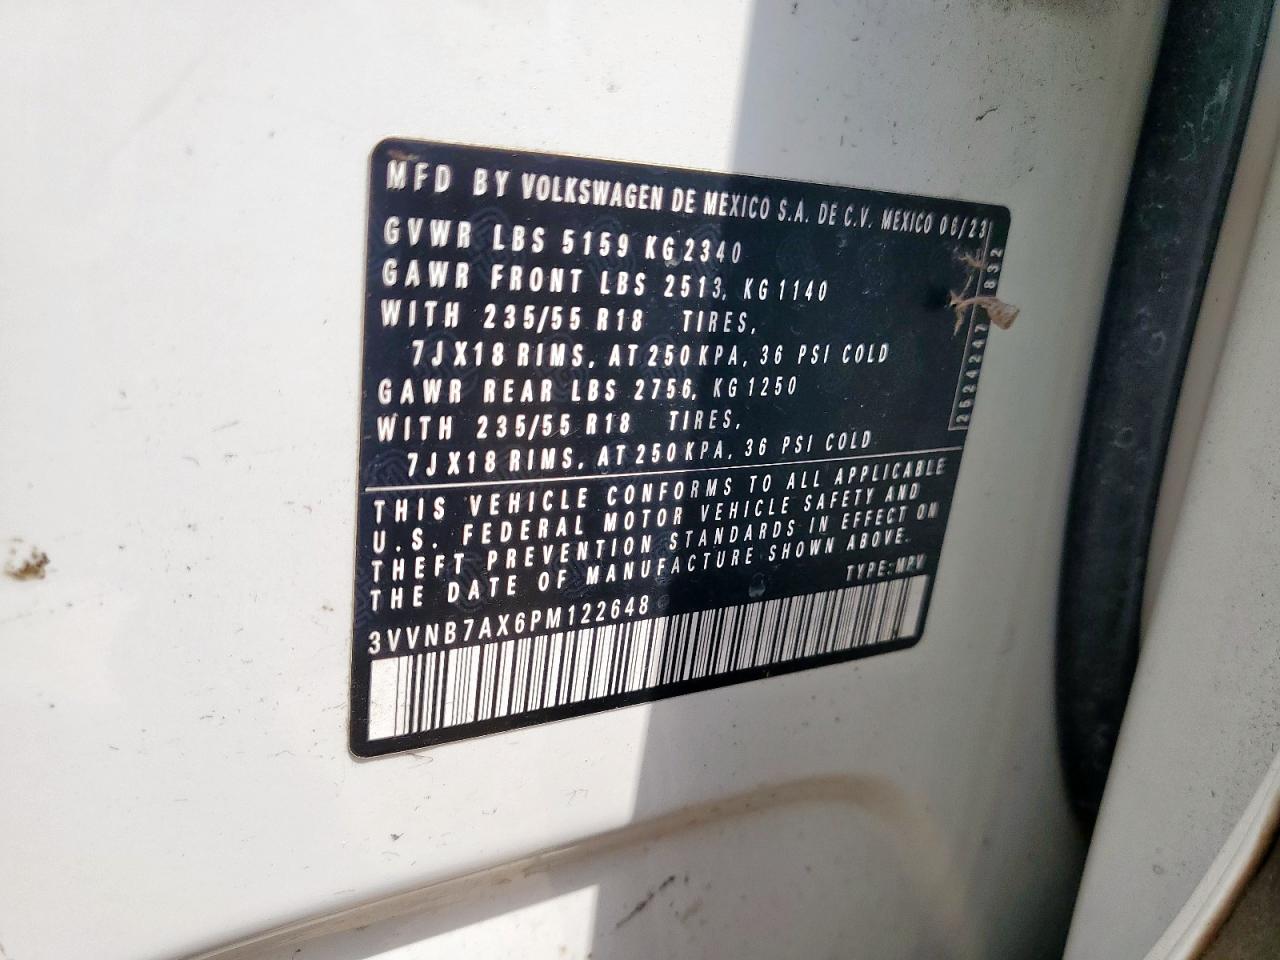 MFD BY VOLKSWAGEN DE MEXICO S.A. DE C.V. MEXICO 06/23
GVWR LBS 5159 KG 2340
GAWR FRONT LBS 2513, KG 1140
WITH 235/55 R18 TIRES,
7JX18 RIMS, AT 250 KPA, 36 PSI COLD
GAWR REAR LBS 2756, KG 1250
WITH 235/55 R18 TIRES,
7JX18 RIMS, AT 250 KPA, 36 PSI COLD
THIS VEHICLE CONFORMS TO ALL APPLICABLE
U.S. FEDERAL MOTOR VEHICLE SAFETY AND
THEFT PREVENTION STANDARDS IN EFFECT ON
THE DATE OF MANUFACTURE SHOWN ABOVE.
TYPE: MPV
3VVNB7AX6PM122648
832